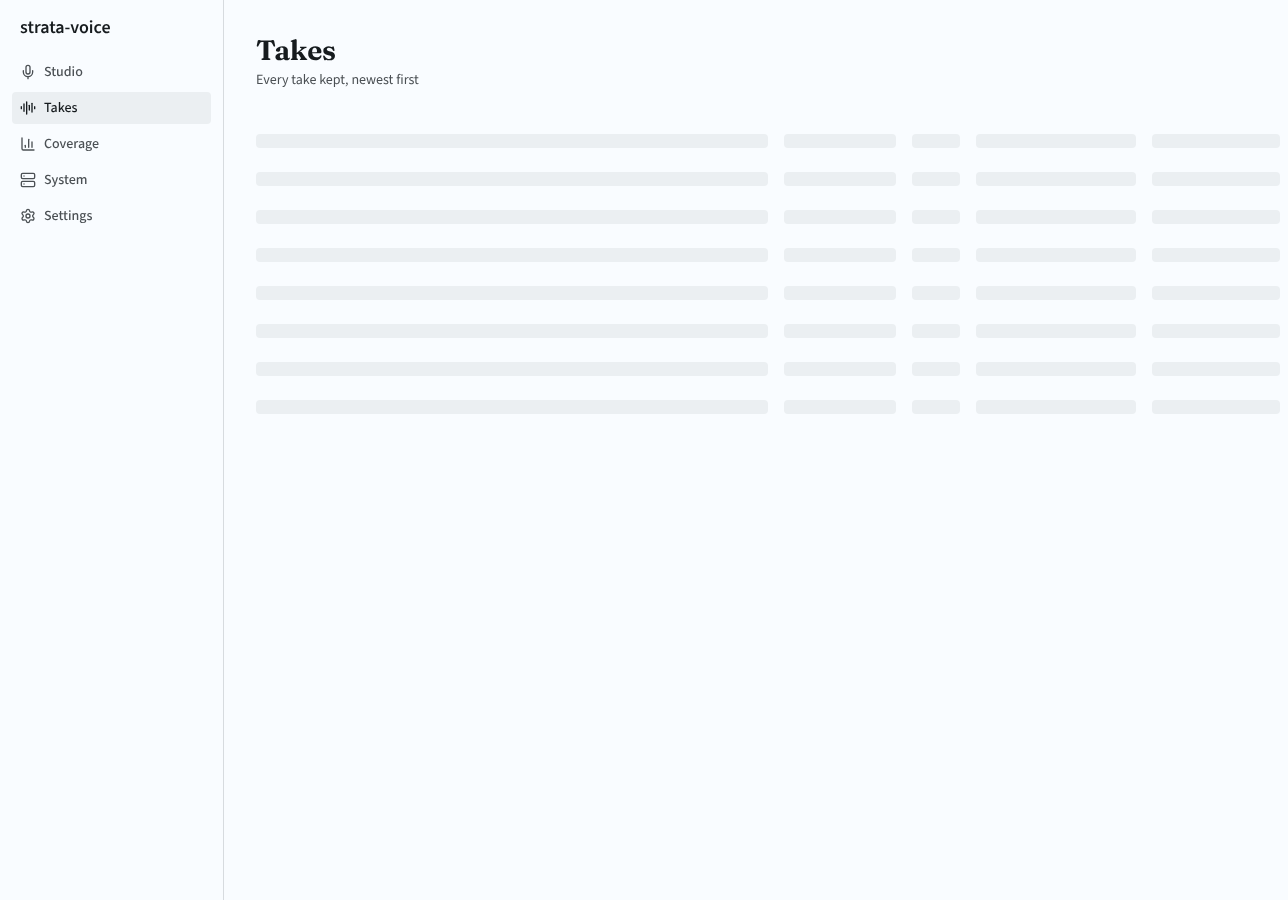 strata-voice
Studio
Takes
Coverage
System
Settings
Takes
Every take kept, newest first